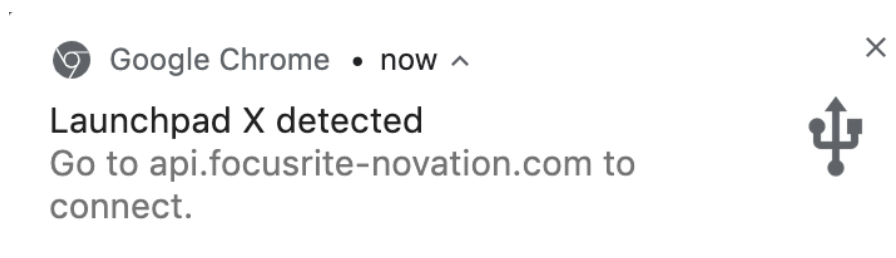 Google Chrome • now
Launchpad X detected
Go to api.focusrite-novation.com to
connect.